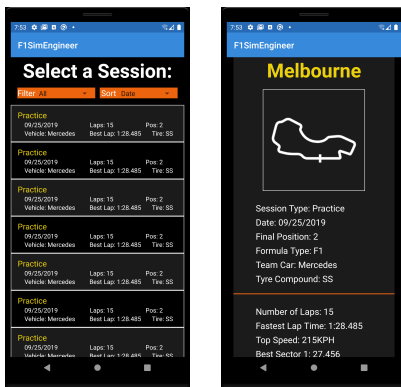 7:53
F1SimEngineer
Select a Session:
Filter All Sort Date
Practice
09/25/2019 Laps: 15 Pos: 2
Vehicle: Mercedes Best Lap: 1:28.485 Tire: SS
Practice
09/25/2019 Laps: 15 Pos: 2
Vehicle: Mercedes Best Lap: 1:28.485 Tire: SS
Practice
09/25/2019 Laps: 15 Pos: 2
Vehicle: Mercedes Best Lap: 1:28.485 Tire: SS
Practice
09/25/2019 Laps: 15 Pos: 2
Vehicle: Mercedes Best Lap: 1:28.485 Tire: SS
Practice
09/25/2019 Laps: 15 Pos: 2
Vehicle: Mercedes Best Lap: 1:28.485 Tire: SS
Practice
09/25/2019 Laps: 15 Pos: 2
Vehicle: Mercedes Best Lap: 1:28.485 Tire: SS
Practice
09/25/2019 Laps: 15 Pos: 2
Vehicle: Mercedes Best Lap: 1:28.485 Tire: SS
7:53
F1SimEngineer
Melbourne
Session Type: Practice
Date: 09/25/2019
Final Position: 2
Formula Type: F1
Team Car: Mercedes
Tyre Compound: SS
Number of Laps: 15
Fastest Lap Time: 1:28.485
Top Speed: 215KPH
Best Sector 1: 27.456